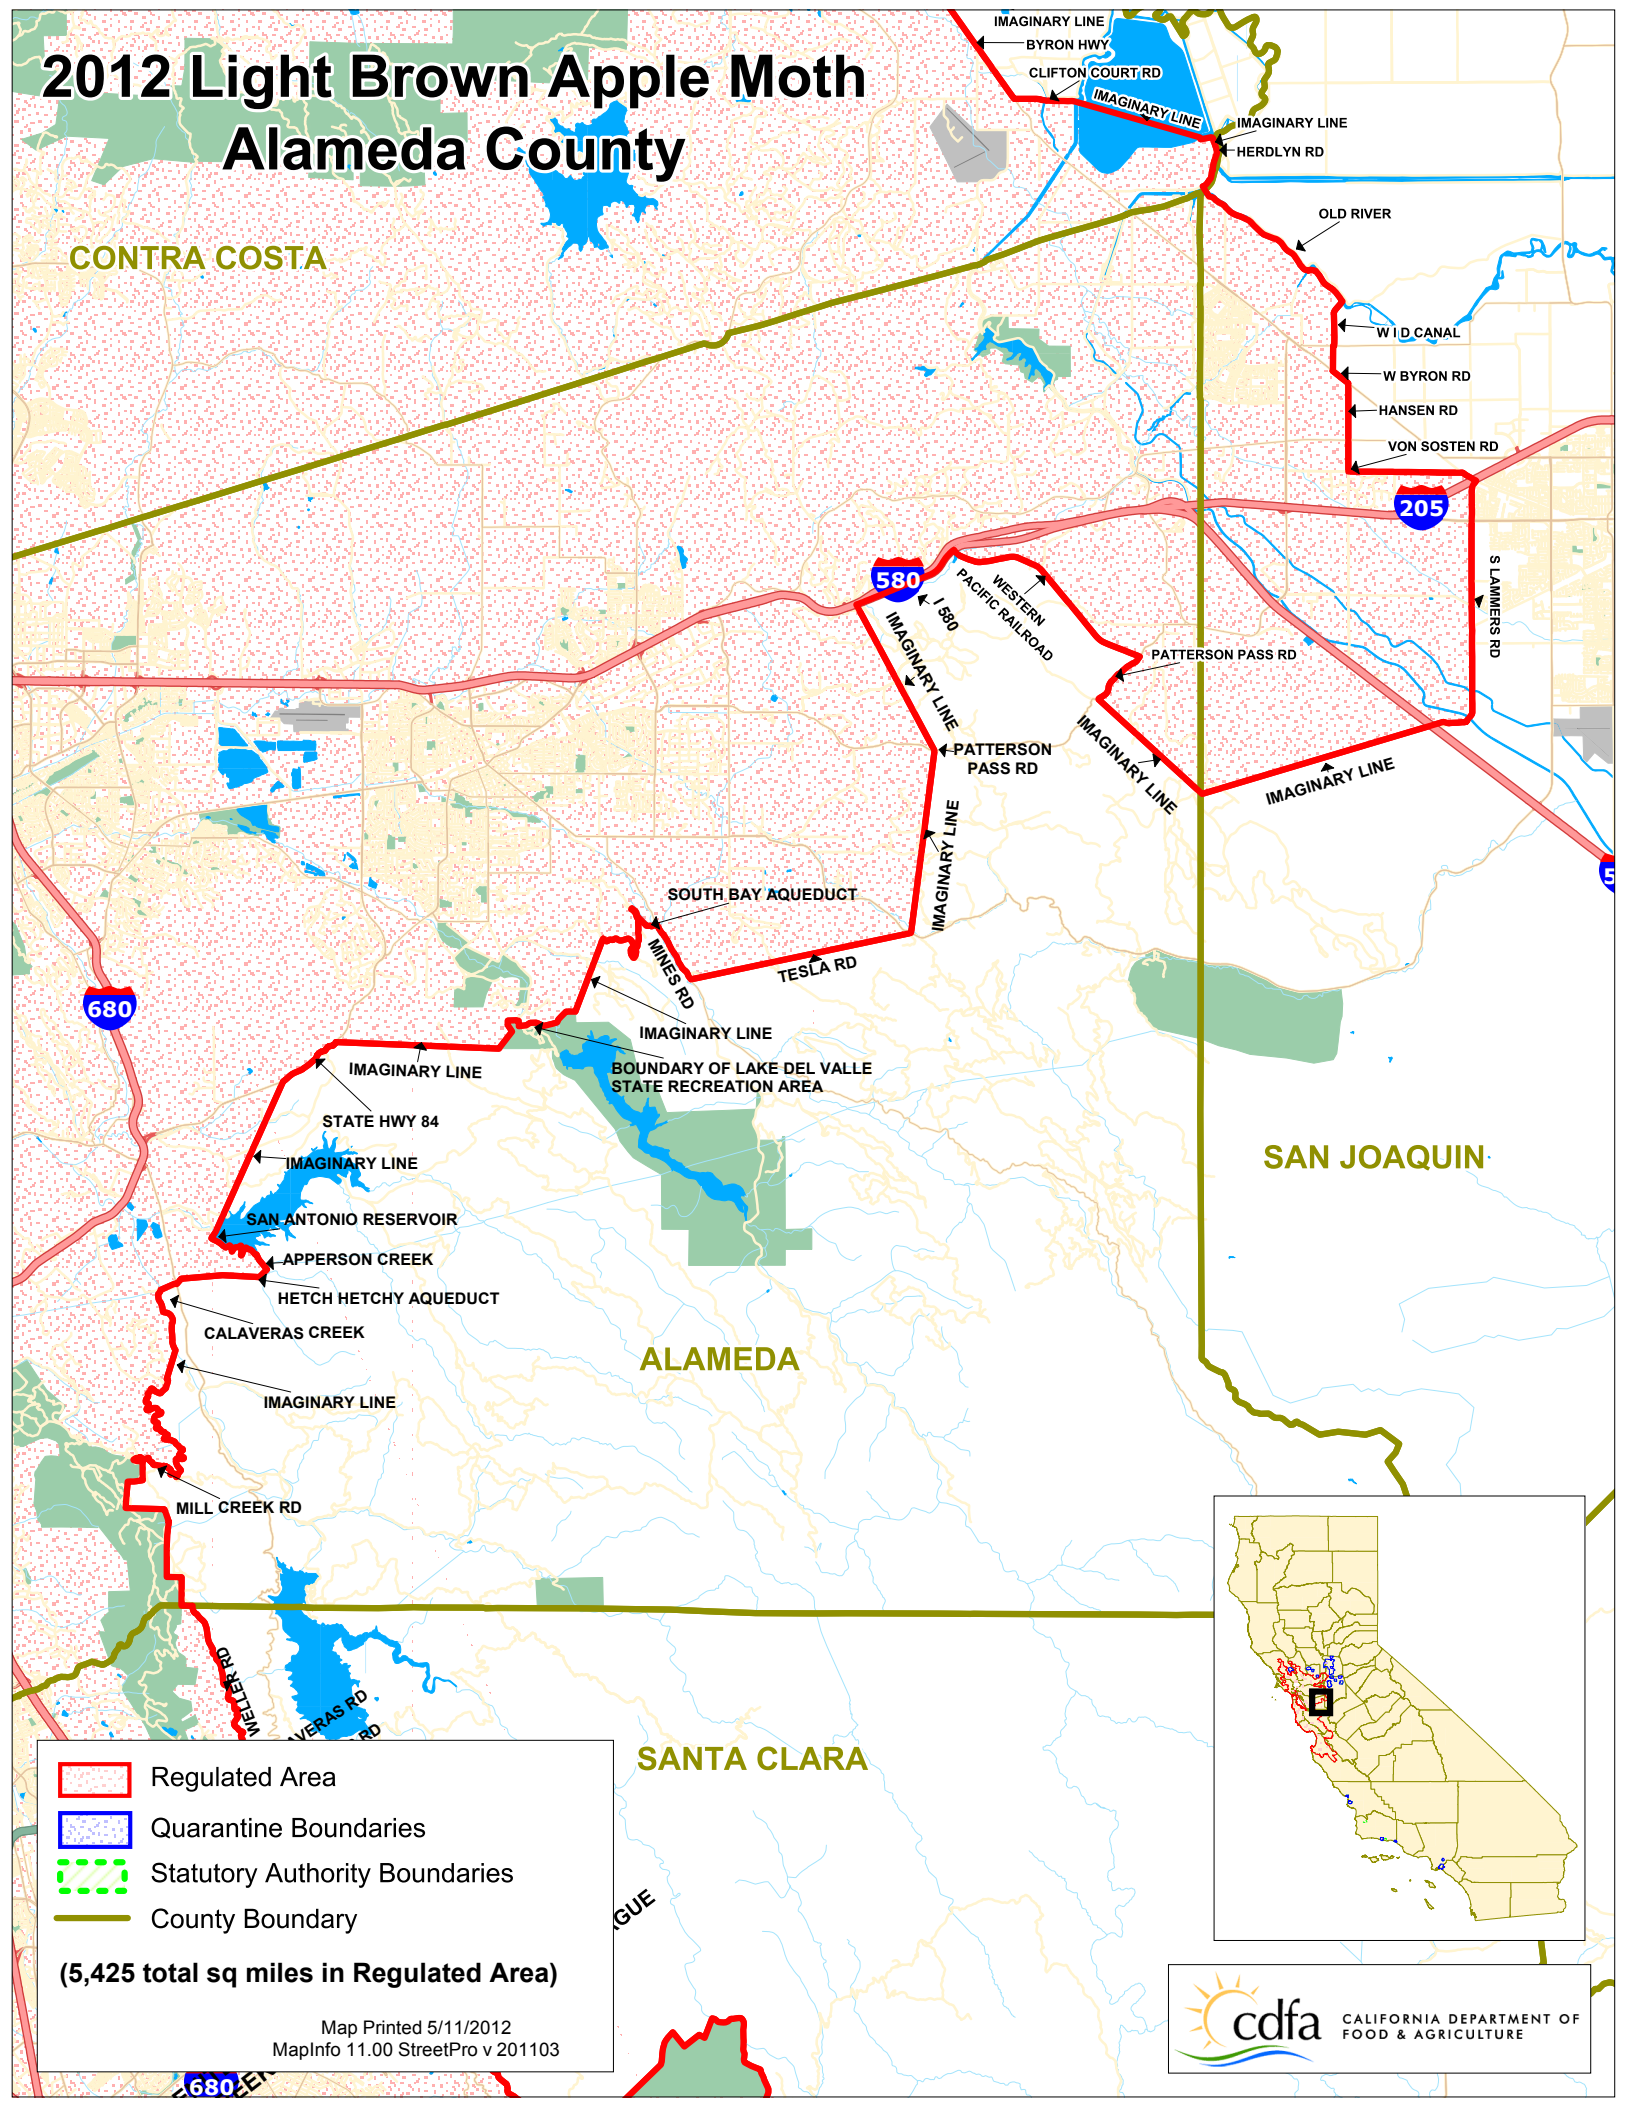 2012 Light Brown Apple Moth
Alameda County
IMAGINARY LINE
BYRON HWY
CLIFTON COURT RD
IMAGINARY LINE
IMAGINARY LINE
HERDLYN RD
OLD RIVER
CONTRA COSTA
W I D CANAL
W BYRON RD
HANSEN RD
VON SOSTEN RD
205
580
I 580
WESTERN
PACIFIC RAILROAD
S LAMMERS RD
IMAGINARY LINE
PATTERSON PASS RD
PATTERSON
PASS RD
IMAGINARY LINE
IMAGINARY LINE
IMAGINARY LINE
5
SOUTH BAY AQUEDUCT
MINES RD
TESLA RD
680
IMAGINARY LINE
IMAGINARY LINE
BOUNDARY OF LAKE DEL VALLE
STATE RECREATION AREA
STATE HWY 84
IMAGINARY LINE
SAN JOAQUIN
SAN ANTONIO RESERVOIR
APPERSON CREEK
HETCH HETCHY AQUEDUCT
CALAVERAS CREEK
ALAMEDA
IMAGINARY LINE
MILL CREEK RD
WELLER RD
AVERAS RD
RD
SANTA CLARA
Regulated Area
Quarantine Boundaries
Statutory Authority Boundaries
County Boundary
GUE
(5,425 total sq miles in Regulated Area)
Map Printed 5/11/2012
MapInfo 11.00 StreetPro v 201103
680
cdfa
CALIFORNIA DEPARTMENT OF
FOOD & AGRICULTURE